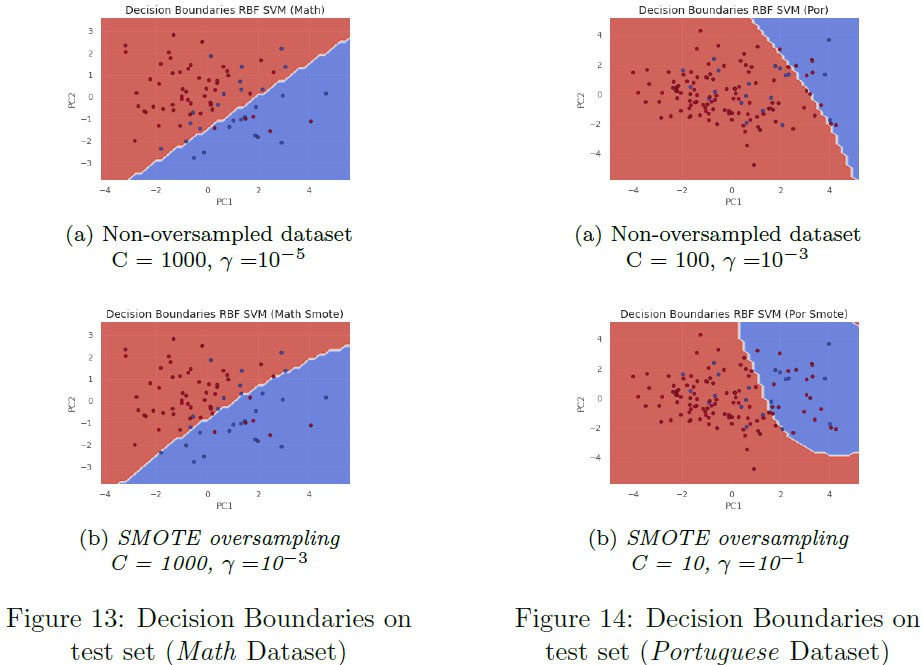 Decision Boundaries RBF SVM (Math)
3
2
1
0
−1
−2
−3
PC2
−4 −2 0 2 4
PC1
(a) Non-oversampled dataset
C = 1000, γ =10⁻⁵
Decision Boundaries RBF SVM (Math Smote)
3
2
1
0
−1
−2
−3
PC2
−4 −2 0 2 4
PC1
(b) SMOTE oversampling
C = 1000, γ =10⁻³
Figure 13: Decision Boundaries on
test set (Math Dataset)
Decision Boundaries RBF SVM (Por)
4
2
0
−2
−4
PC2
−4 −2 0 2 4
PC1
(a) Non-oversampled dataset
C = 100, γ =10⁻³
Decision Boundaries RBF SVM (Por Smote)
4
2
0
−2
−4
PC2
−4 −2 0 2 4
PC1
(b) SMOTE oversampling
C = 10, γ =10⁻¹
Figure 14: Decision Boundaries on
test set (Portuguese Dataset)